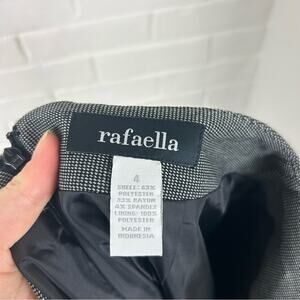 rafaella
4
SHELL: 63%
POLYESTER
33% RAYON
4% SPANDEX
LINING: 100%
POLYESTER
MADE IN
INDONESIA